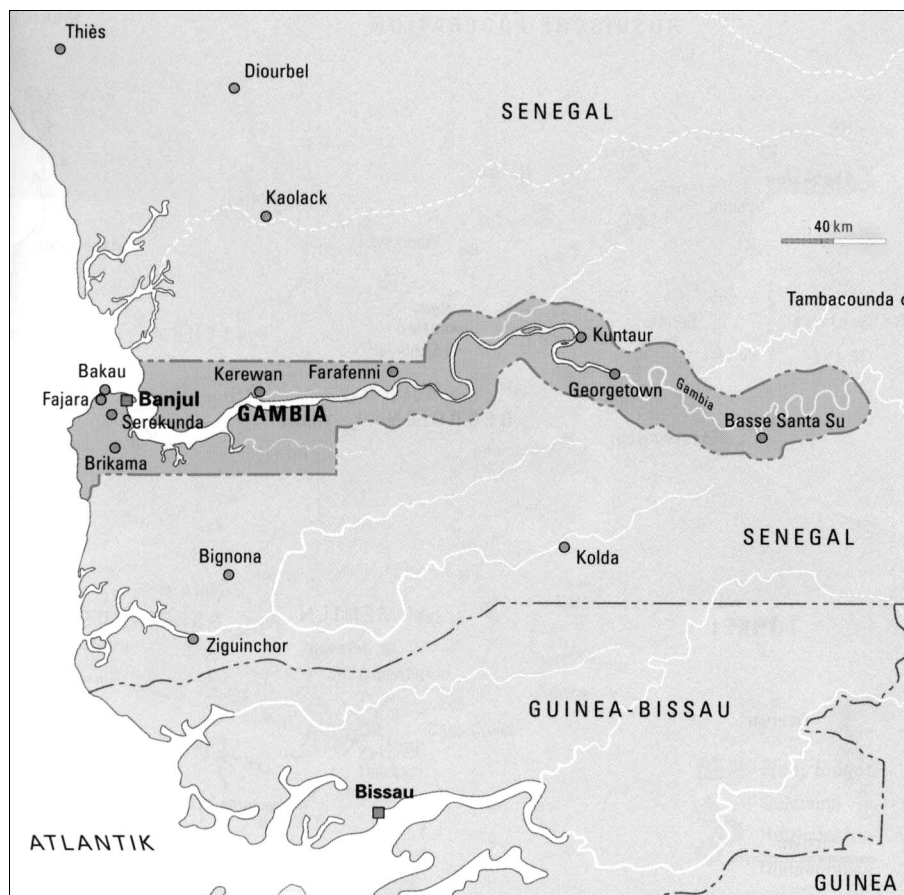 Thiès
Diourbel
SENEGAL
Kaolack
40 km
Tambacounda
Kuntaur
Bakau
Kerewan
Farafenni
Georgetown
Gambia
Fajara
Banjul
GAMBIA
Serekunda
Basse Santa Su
Brikama
SENEGAL
Bignona
Kolda
Ziguinchor
GUINEA-BISSAU
Bissau
ATLANTIK
GUINEA